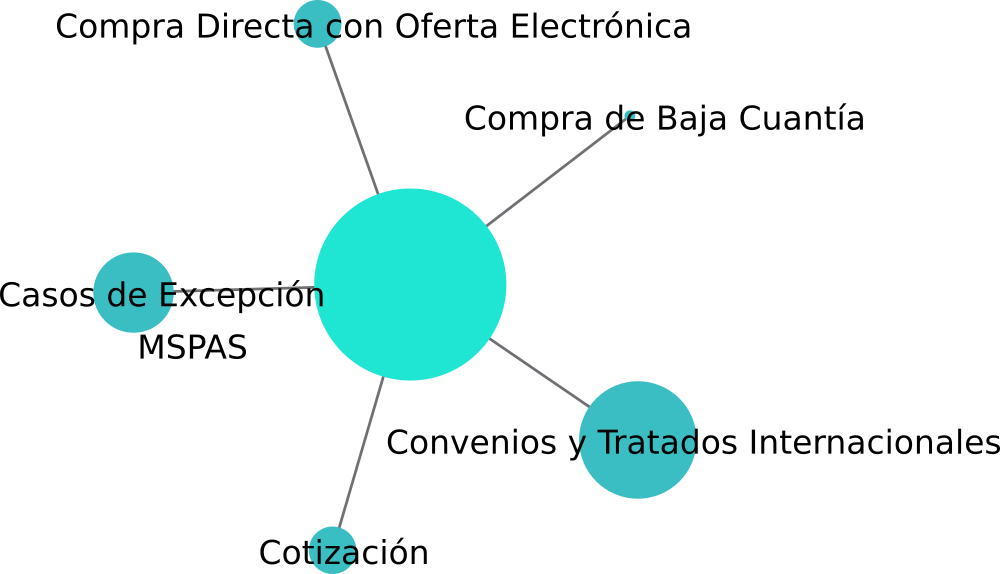 Compra Directa con Oferta Electrónica
Compra de Baja Cuantía
Casos de Excepción
MSPAS
Convenios y Tratados Internacionales
Cotización